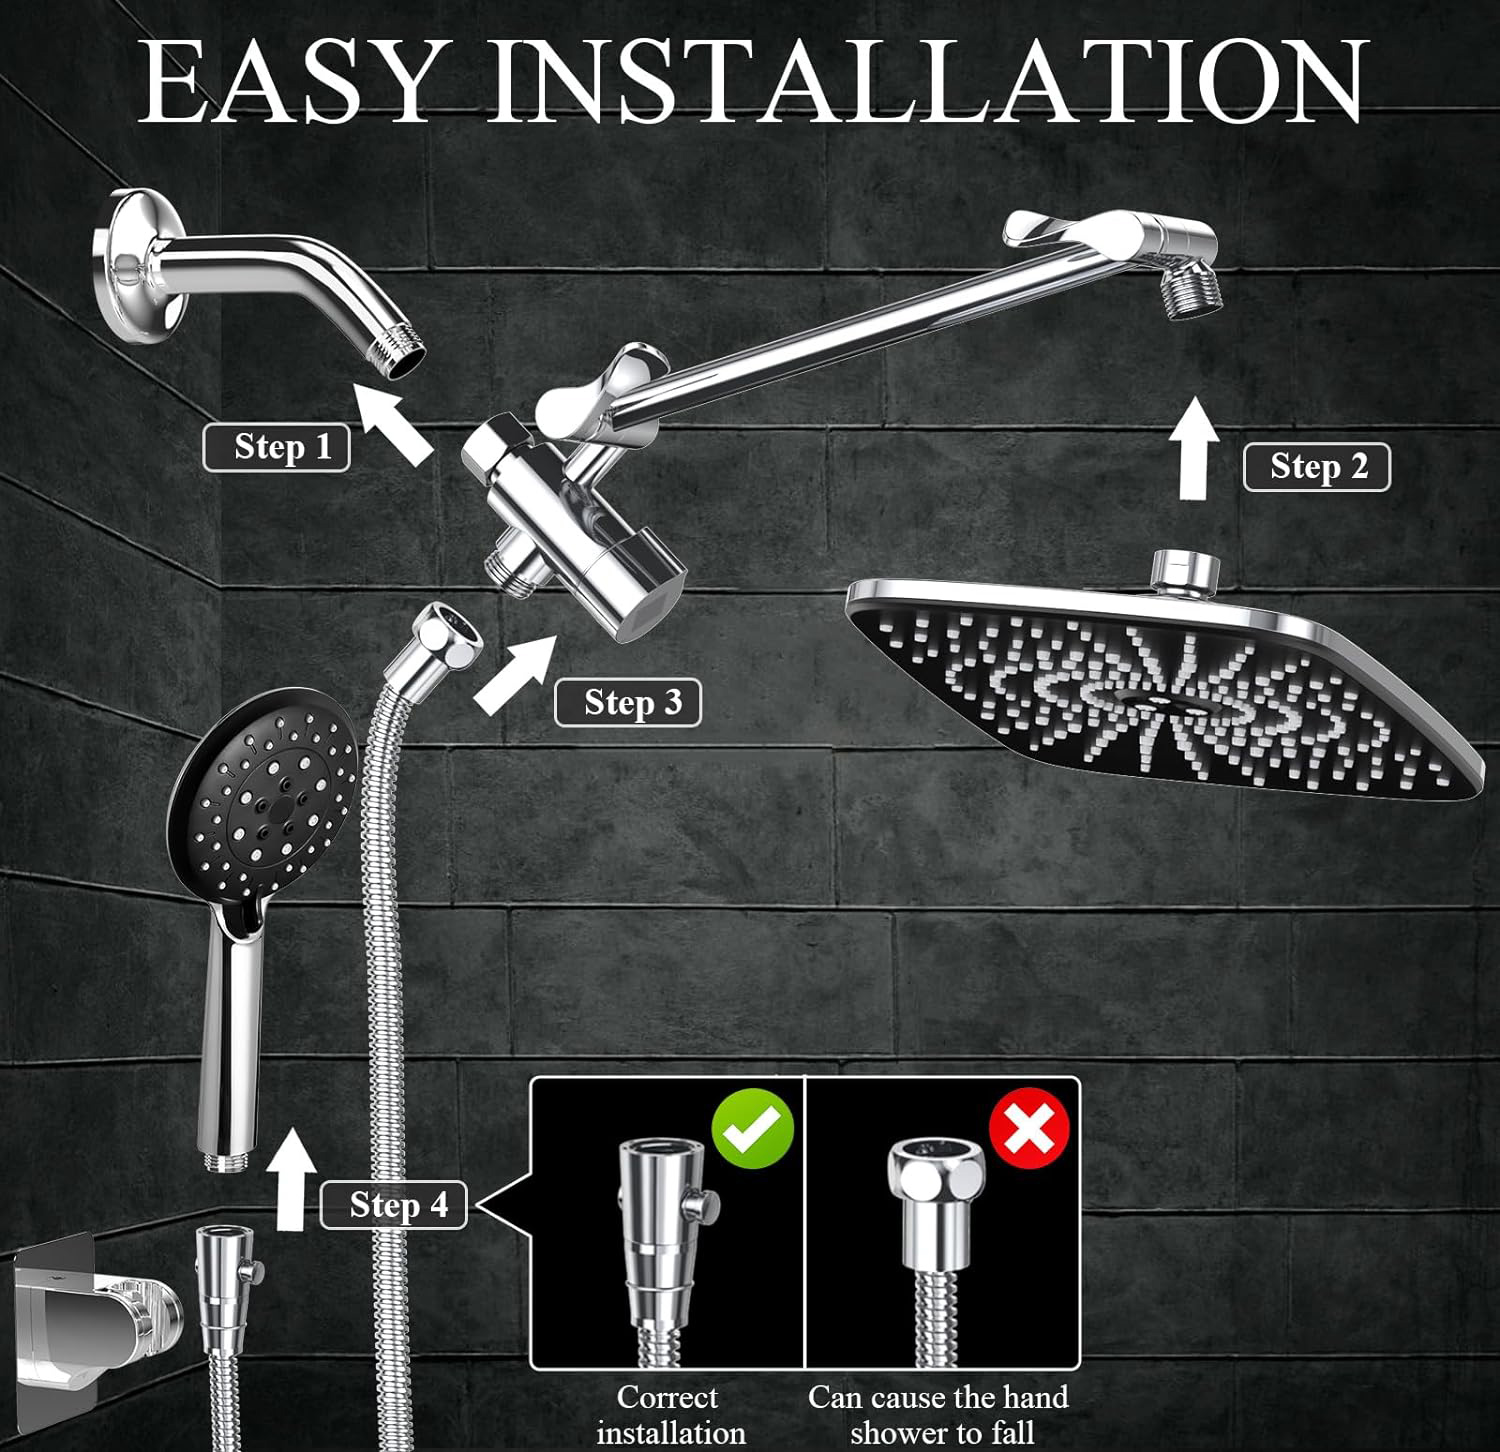 EASY INSTALLATION
Step 1
Step 2
Step 3
Step 4
Correct
installation
Can cause the hand
shower to fall